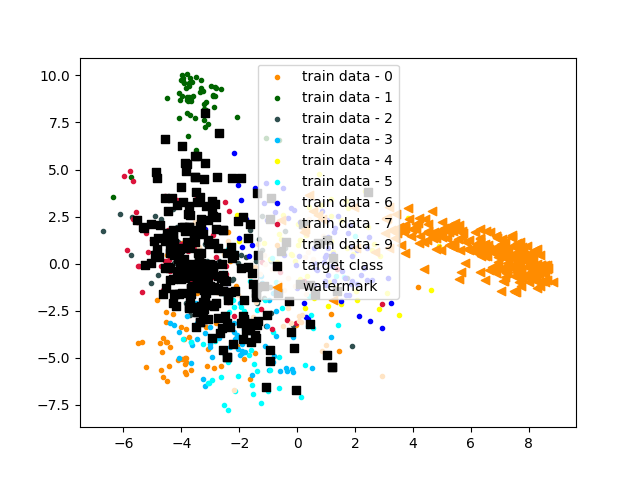 10.0
7.5
5.0
2.5
0.0
−2.5
−5.0
−7.5
train data - 0
train data - 1
train data - 2
train data - 3
train data - 4
train data - 5
train data - 6
train data - 7
train data - 9
target class
watermark
−6 −4 −2 0 2 4 6 8